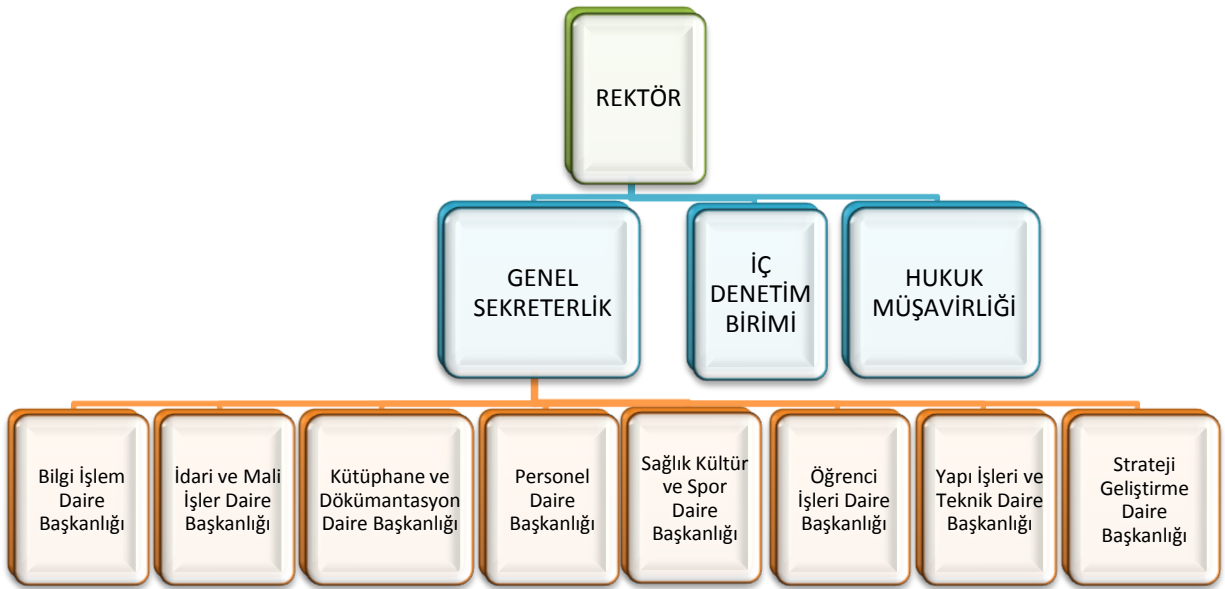 REKTÖR
GENEL
SEKRETERLİK
İÇ
DENETİM
BİRİMİ
HUKUK
MÜŞAVİRLİĞİ
Bilgi İşlem
Daire
Başkanlığı
İdari ve Mali
İşler Daire
Başkanlığı
Kütüphane ve
Dökümantasyon
Daire Başkanlığı
Personel
Daire
Başkanlığı
Sağlık Kültür
ve Spor
Daire
Başkanlığı
Öğrenci
İşleri Daire
Başkanlığı
Yapı İşleri ve
Teknik Daire
Başkanlığı
Strateji
Geliştirme
Daire
Başkanlığı